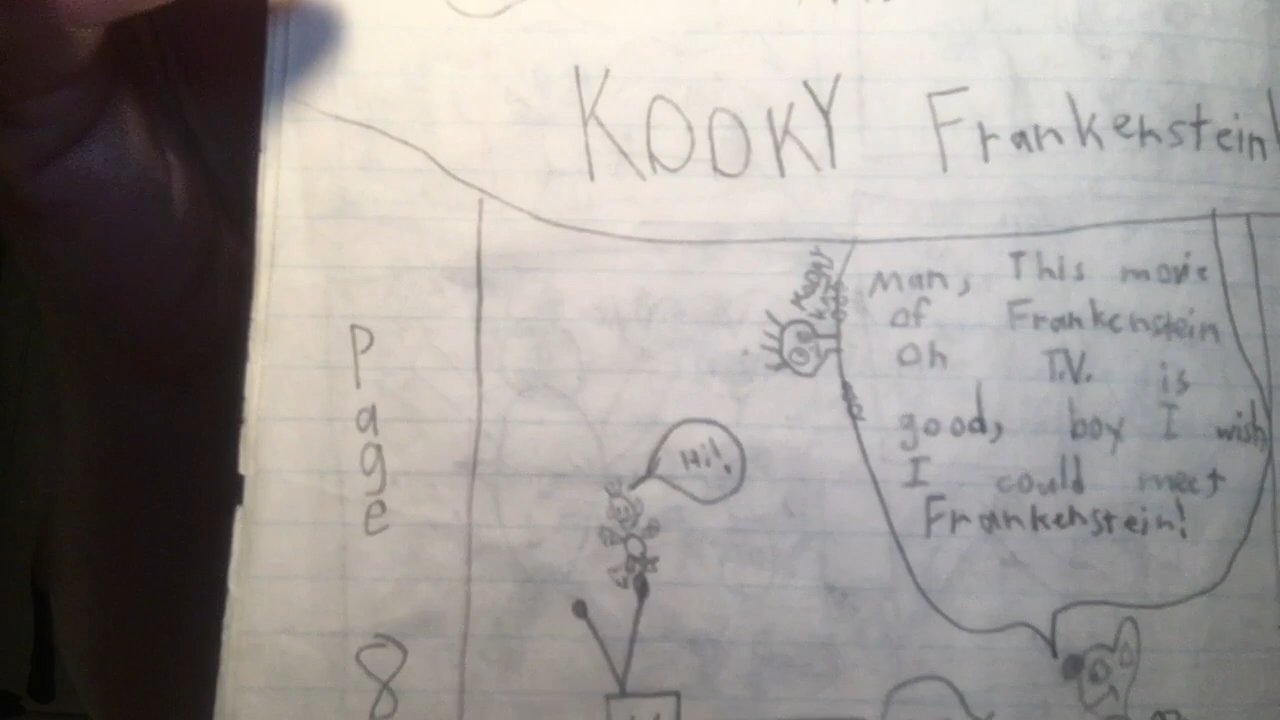 KOOKY Frankenstein!
Man, This movie
of Frankenstein
on T.V. is
good, boy I wish
I could meet
Frankenstein!
Hi!
Page
8